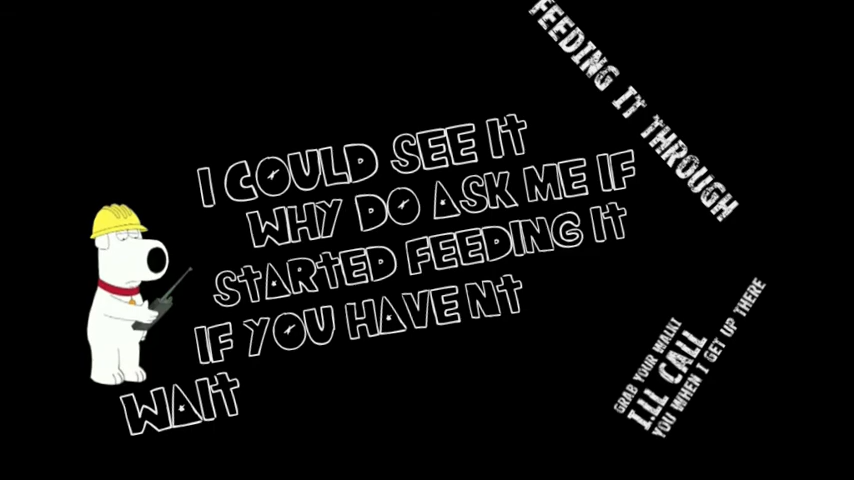 FEEDING IT THROUGH
I COULD SEE IT
WHY DO ASK ME IF
STARTED FEEDING IT
IF YOU HAVE NT
WAIT
GRAB YOUR WALKI
I.LL CALL
YOU WHEN I GET UP THERE